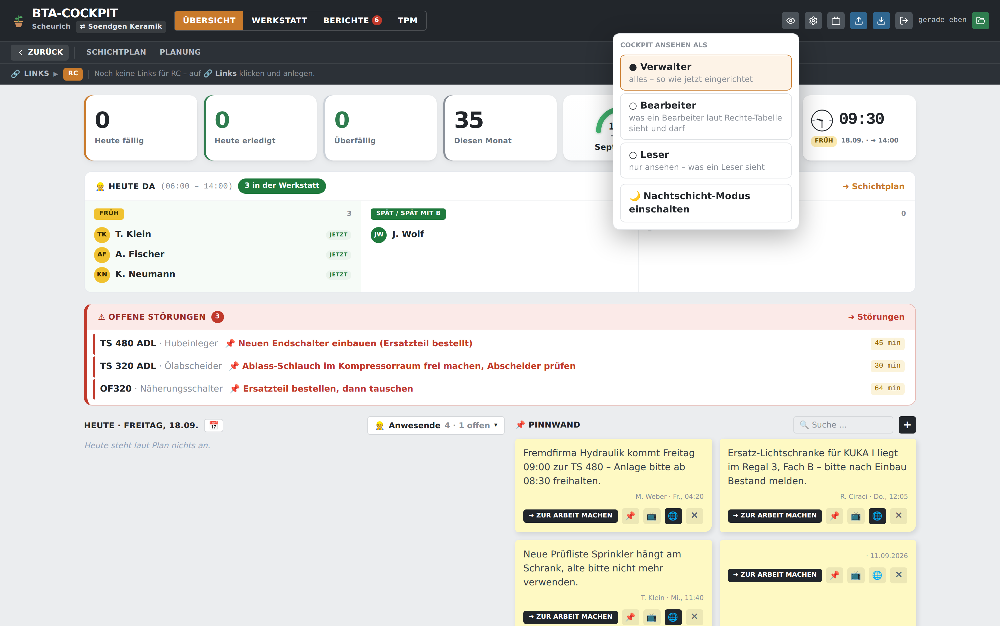 BTA-COCKPIT
Scheurich ⇄ Soendgen Keramik
ÜBERSICHT WERKSTATT BERICHTE 6 TPM
gerade eben
ZURÜCK SCHICHTPLAN PLANUNG
🔗 LINKS ▶ RC Noch keine Links für RC – auf 🔗 Links klicken und anlegen.
COCKPIT ANSEHEN ALS
● Verwalter
alles – so wie jetzt eingerichtet
○ Bearbeiter
was ein Bearbeiter laut Rechte-Tabelle
sieht und darf
○ Leser
nur ansehen – was ein Leser sieht
🌙 Nachtschicht-Modus
einschalten
0
Heute fällig
0
Heute erledigt
0
Überfällig
35
Diesen Monat
09:30
FRÜH 18.09. · → 14:00
👷 HEUTE DA (06:00 – 14:00) 3 in der Werkstatt
→ Schichtplan
FRÜH 3
TK T. Klein JETZT
AF A. Fischer JETZT
KN K. Neumann JETZT
SPÄT / SPÄT MIT B
JW J. Wolf
0
–
⚠ OFFENE STÖRUNGEN 3
→ Störungen
TS 480 ADL · Hubeinleger 📌 Neuen Endschalter einbauen (Ersatzteil bestellt) 45 min
TS 320 ADL · Ölabscheider 📌 Ablass-Schlauch im Kompressorraum frei machen, Abscheider prüfen 30 min
OF320 · Näherungsschalter 📌 Ersatzteil bestellen, dann tauschen 64 min
HEUTE · FREITAG, 18.09. 📅
👷 Anwesende 4 · 1 offen ▾
Heute steht laut Plan nichts an.
📌 PINNWAND
🔍 Suche ...
+
Fremdfirma Hydraulik kommt Freitag
09:00 zur TS 480 – Anlage bitte ab
08:30 freihalten.
M. Weber · Fr., 04:20
→ ZUR ARBEIT MACHEN 📌 📺 🌐 ✕
Ersatz-Lichtschranke für KUKA I liegt
im Regal 3, Fach B – bitte nach Einbau
Bestand melden.
R. Ciraci · Do., 12:05
→ ZUR ARBEIT MACHEN 📌 📺 🌐 ✕
Neue Prüfliste Sprinkler hängt am
Schrank, alte bitte nicht mehr
verwenden.
T. Klein · Mi., 11:40
→ ZUR ARBEIT MACHEN 📌 📺 🌐 ✕
· 11.09.2026
→ ZUR ARBEIT MACHEN 📌 📺 🌐 ✕